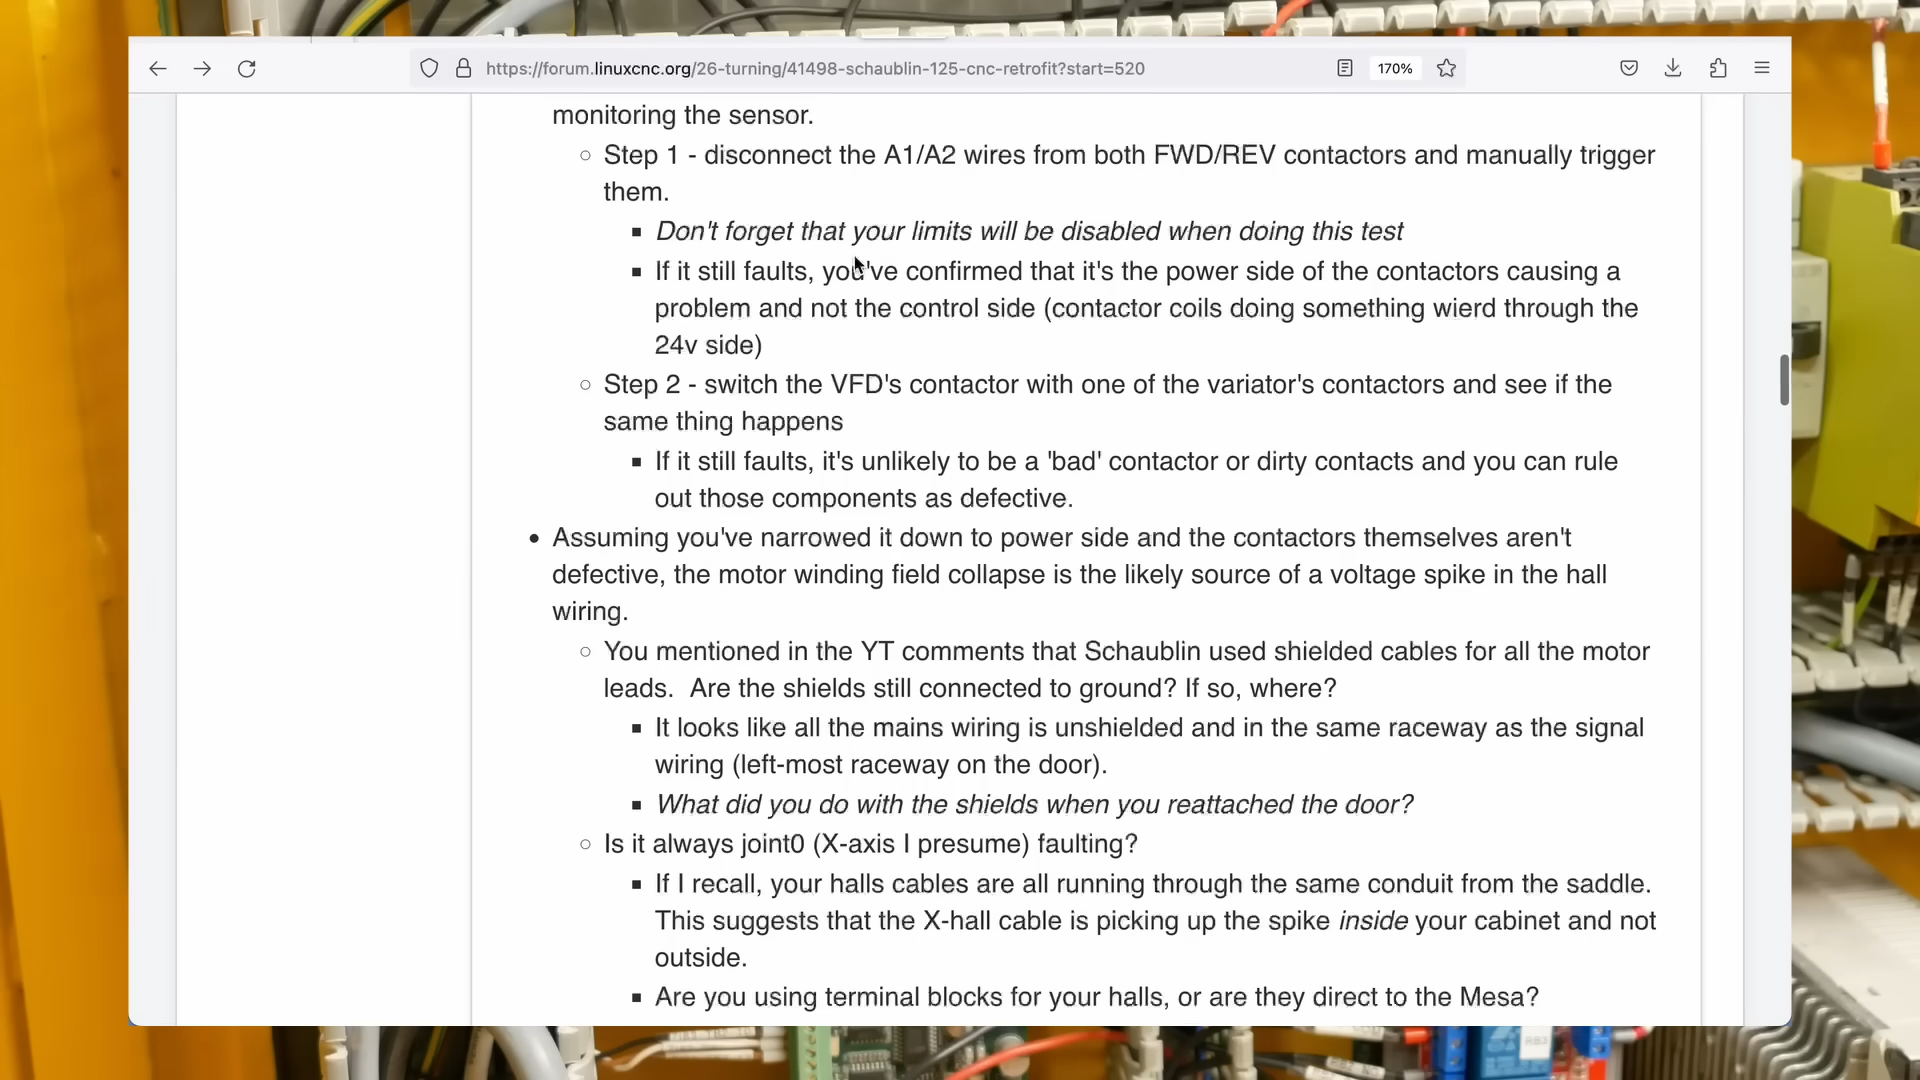 https://forum.linuxcnc.org/26-turning/41498-schaublin-125-cnc-retrofit?start=520
170%
monitoring the sensor.
Step 1 - disconnect the A1/A2 wires from both FWD/REV contactors and manually trigger
them.
Don't forget that your limits will be disabled when doing this test
If it still faults, you've confirmed that it's the power side of the contactors causing a
problem and not the control side (contactor coils doing something wierd through the
24v side)
Step 2 - switch the VFD's contactor with one of the variator's contactors and see if the
same thing happens
If it still faults, it's unlikely to be a 'bad' contactor or dirty contacts and you can rule
out those components as defective.
Assuming you've narrowed it down to power side and the contactors themselves aren't
defective, the motor winding field collapse is the likely source of a voltage spike in the hall
wiring.
You mentioned in the YT comments that Schaublin used shielded cables for all the motor
leads.  Are the shields still connected to ground? If so, where?
It looks like all the mains wiring is unshielded and in the same raceway as the signal
wiring (left-most raceway on the door).
What did you do with the shields when you reattached the door?
Is it always joint0 (X-axis I presume) faulting?
If I recall, your halls cables are all running through the same conduit from the saddle.
This suggests that the X-hall cable is picking up the spike inside your cabinet and not
outside.
Are you using terminal blocks for your halls, or are they direct to the Mesa?